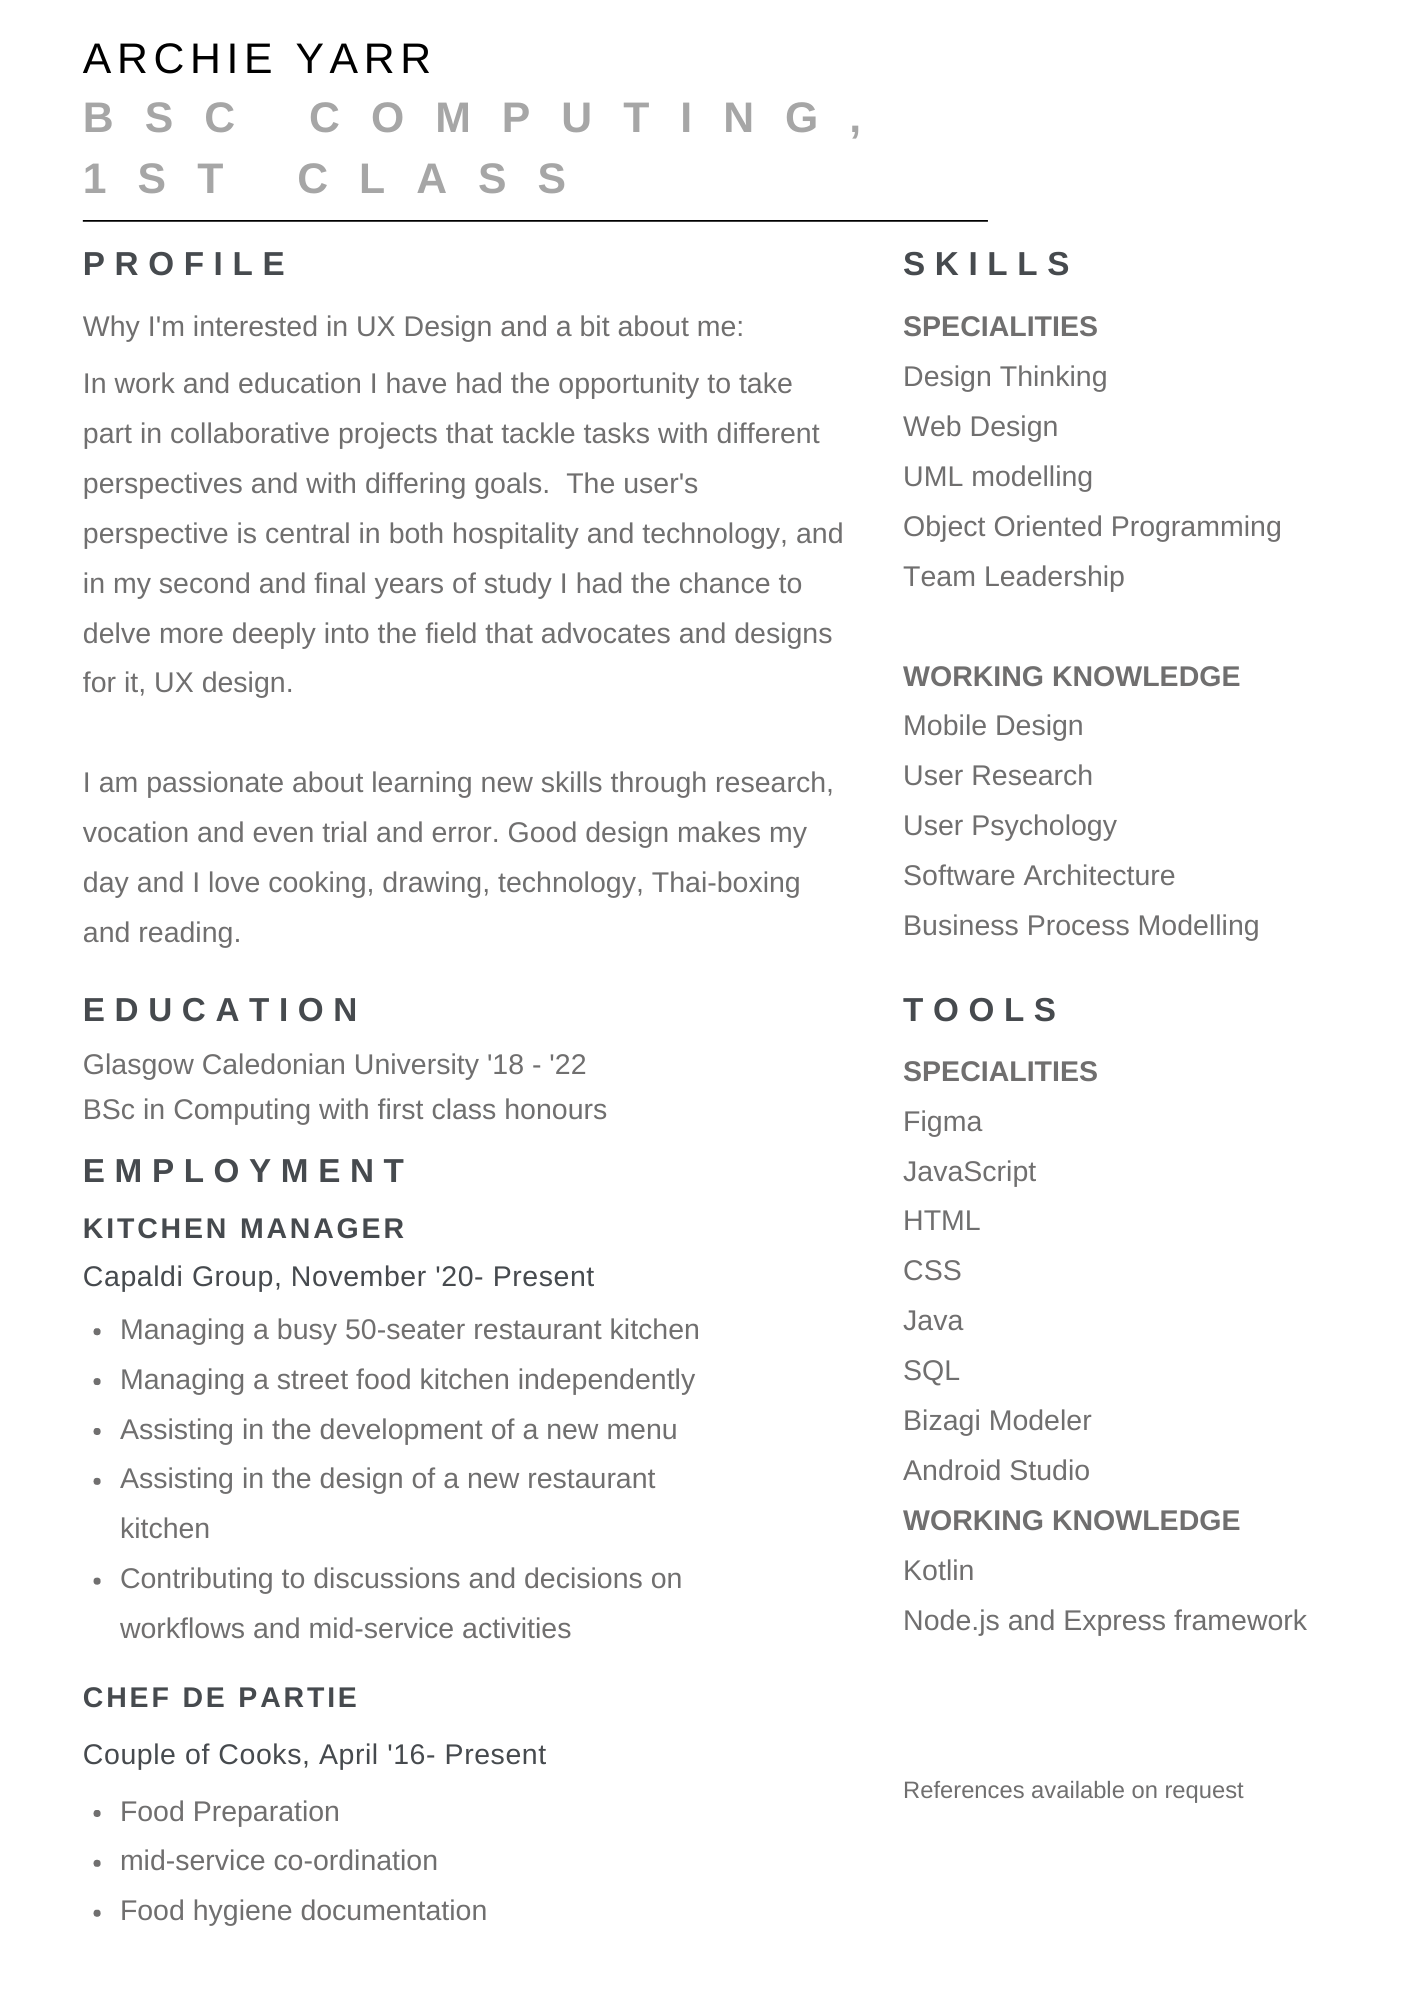 ARCHIE YARR
BSC COMPUTING,
1ST CLASS
PROFILE
Why I'm interested in UX Design and a bit about me:
In work and education I have had the opportunity to take
part in collaborative projects that tackle tasks with different
perspectives and with differing goals.  The user's
perspective is central in both hospitality and technology, and
in my second and final years of study I had the chance to
delve more deeply into the field that advocates and designs
for it, UX design.
I am passionate about learning new skills through research,
vocation and even trial and error. Good design makes my
day and I love cooking, drawing, technology, Thai-boxing
and reading.
EDUCATION
Glasgow Caledonian University '18 - '22
BSc in Computing with first class honours
EMPLOYMENT
KITCHEN MANAGER
Capaldi Group, November '20- Present
• Managing a busy 50-seater restaurant kitchen
• Managing a street food kitchen independently
• Assisting in the development of a new menu
• Assisting in the design of a new restaurant
kitchen
• Contributing to discussions and decisions on
workflows and mid-service activities
CHEF DE PARTIE
Couple of Cooks, April '16- Present
• Food Preparation
• mid-service co-ordination
• Food hygiene documentation
SKILLS
SPECIALITIES
Design Thinking
Web Design
UML modelling
Object Oriented Programming
Team Leadership
WORKING KNOWLEDGE
Mobile Design
User Research
User Psychology
Software Architecture
Business Process Modelling
TOOLS
SPECIALITIES
Figma
JavaScript
HTML
CSS
Java
SQL
Bizagi Modeler
Android Studio
WORKING KNOWLEDGE
Kotlin
Node.js and Express framework
References available on request